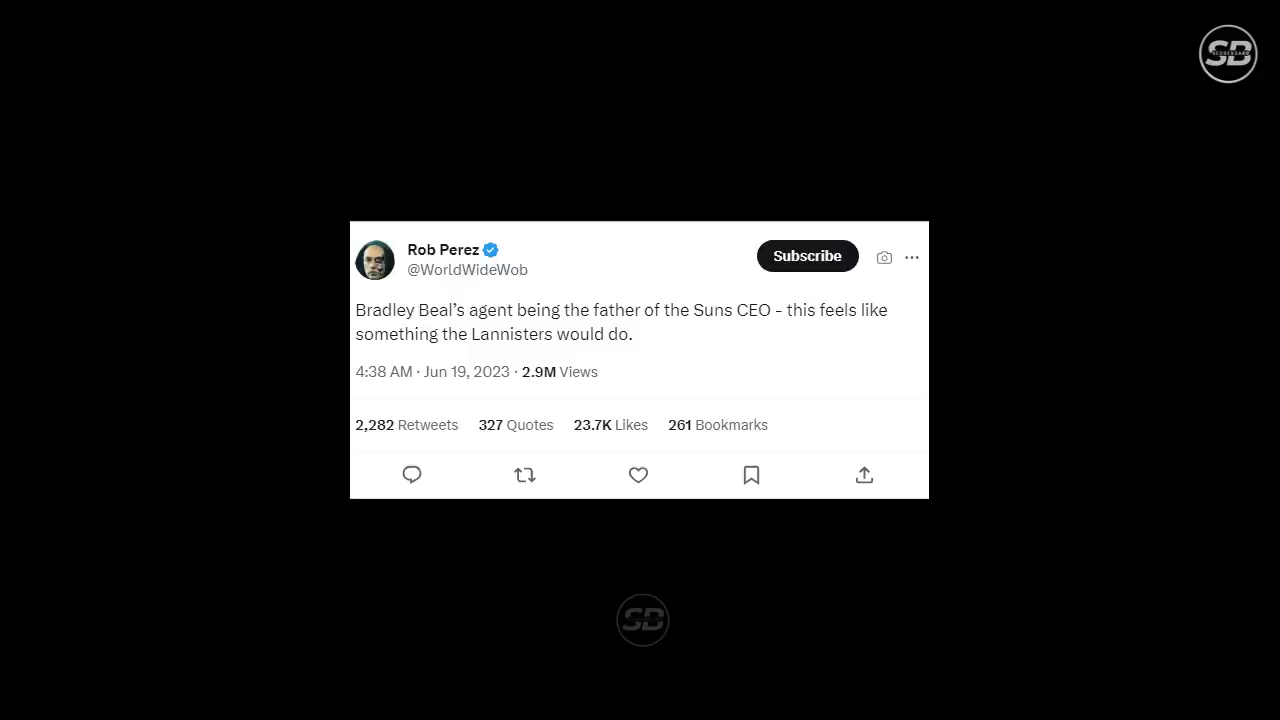 SB
SCOREBOARD
Rob Perez
Subscribe
@WorldWideWob
Bradley Beal’s agent being the father of the Suns CEO - this feels like
something the Lannisters would do.
4:38 AM · Jun 19, 2023 · 2.9M Views
2,282 Retweets 327 Quotes 23.7K Likes 261 Bookmarks
SB